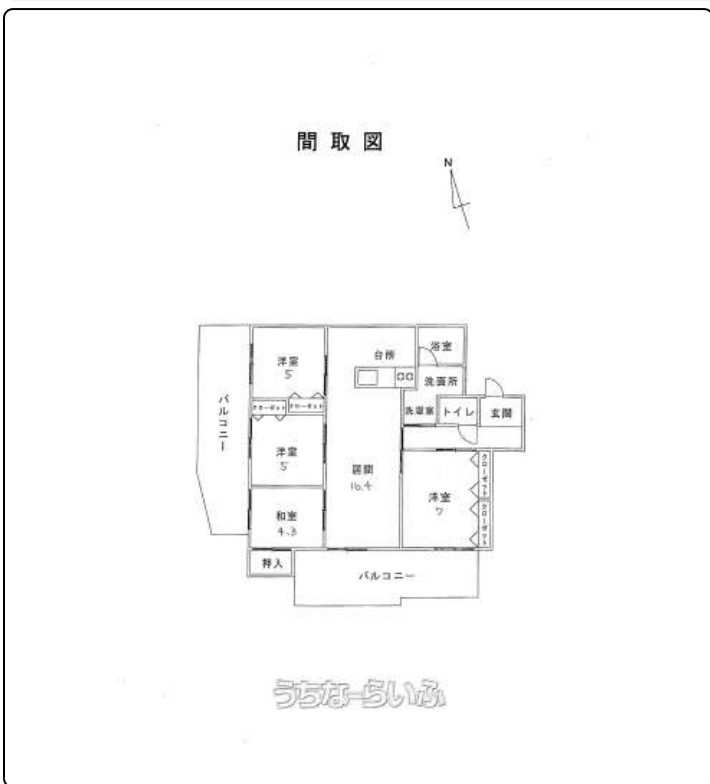 間取図
N
台所
浴室
洋室
5
洗面所
クローゼット
クローゼット
洗濯室
トイレ
玄関
バルコニー
洋室
5
居間
16.4
クローゼット
洋室
7
クローゼット
和室
4.3
押入
バルコニー
うちなーらいふ